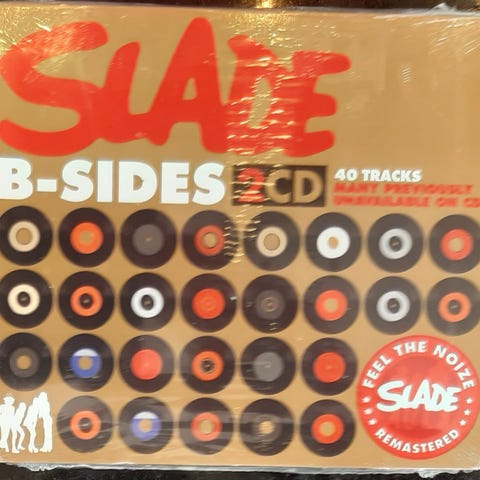 SLADE
B-SIDES 2CD 40 TRACKS
MANY PREVIOUSLY
UNAVAILABLE ON CD
FEEL THE NOIZE
SLADE
REMASTERED